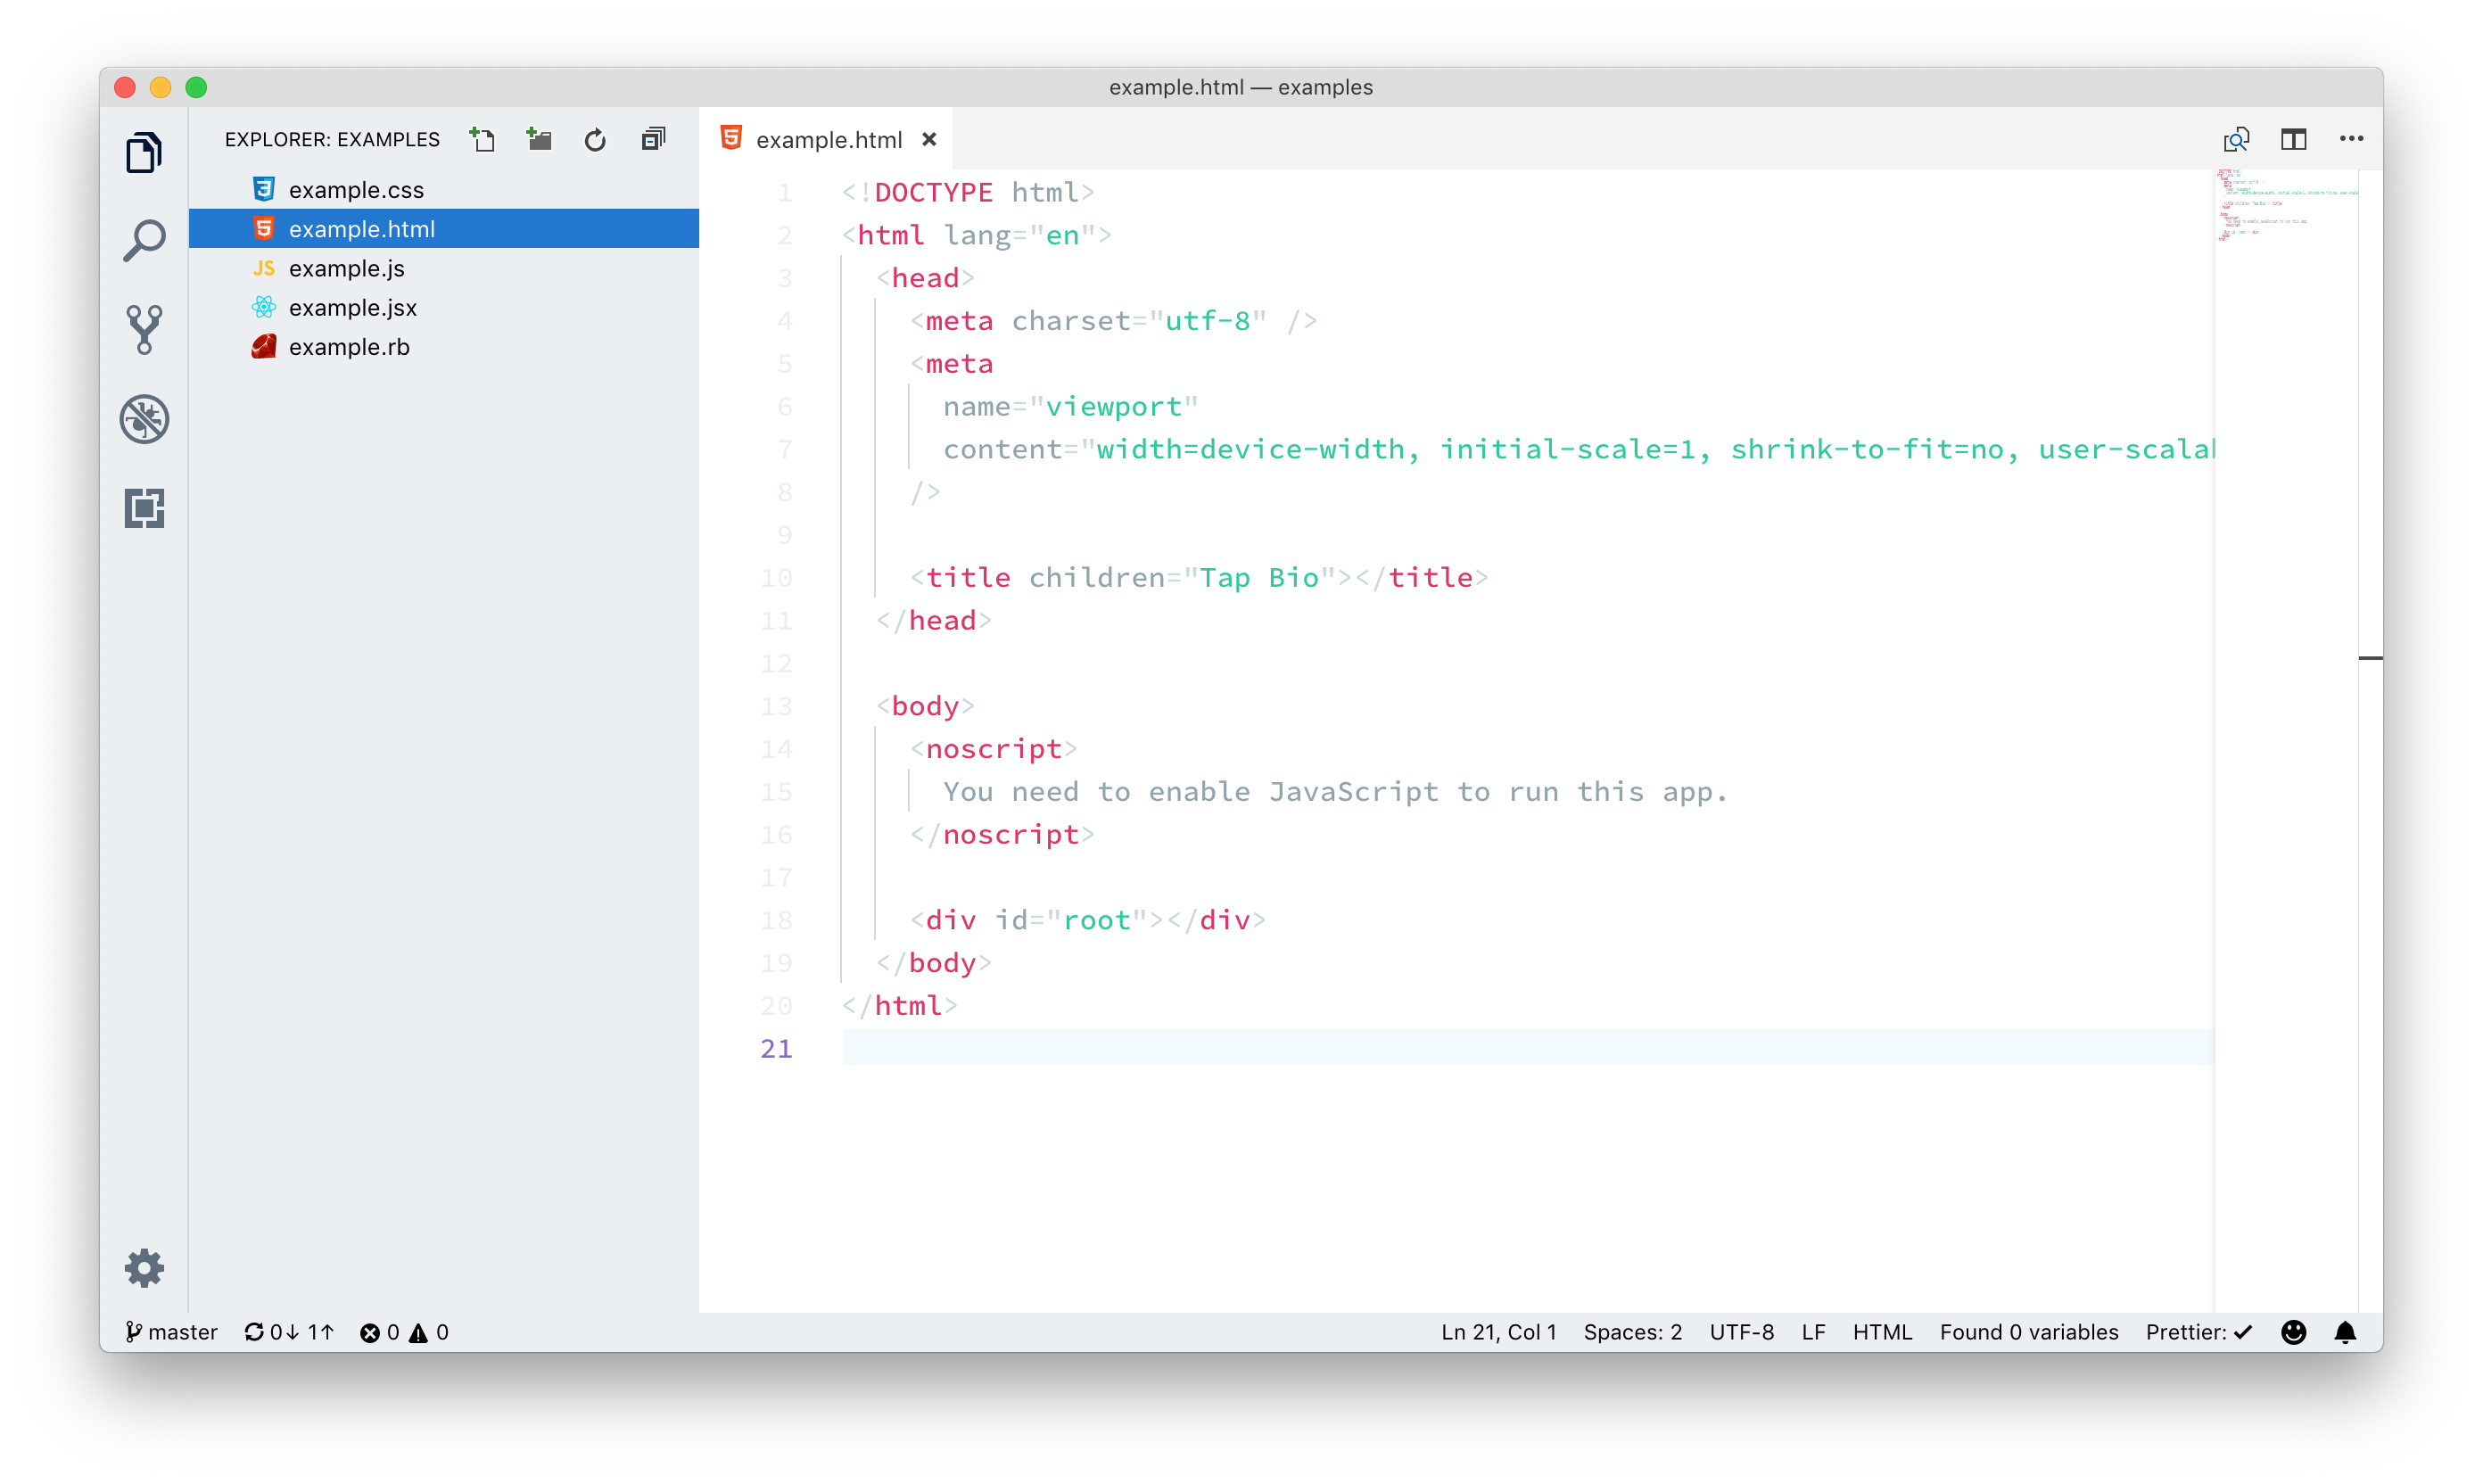 example.html — examples
EXPLORER: EXAMPLES
example.css
example.html
JS example.js
example.jsx
example.rb
example.html
1 <!DOCTYPE html>
2 <html lang="en">
3 <head>
4 <meta charset="utf-8" />
5 <meta
6 name="viewport"
7 content="width=device-width, initial-scale=1, shrink-to-fit=no, user-scala
8 />
9
10 <title children="Tap Bio"></title>
11 </head>
12
13 <body>
14 <noscript>
15 You need to enable JavaScript to run this app.
16 </noscript>
17
18 <div id="root"></div>
19 </body>
20 </html>
21
master 0↓ 1↑ 0 0 Ln 21, Col 1 Spaces: 2 UTF-8 LF HTML Found 0 variables Prettier: ✓